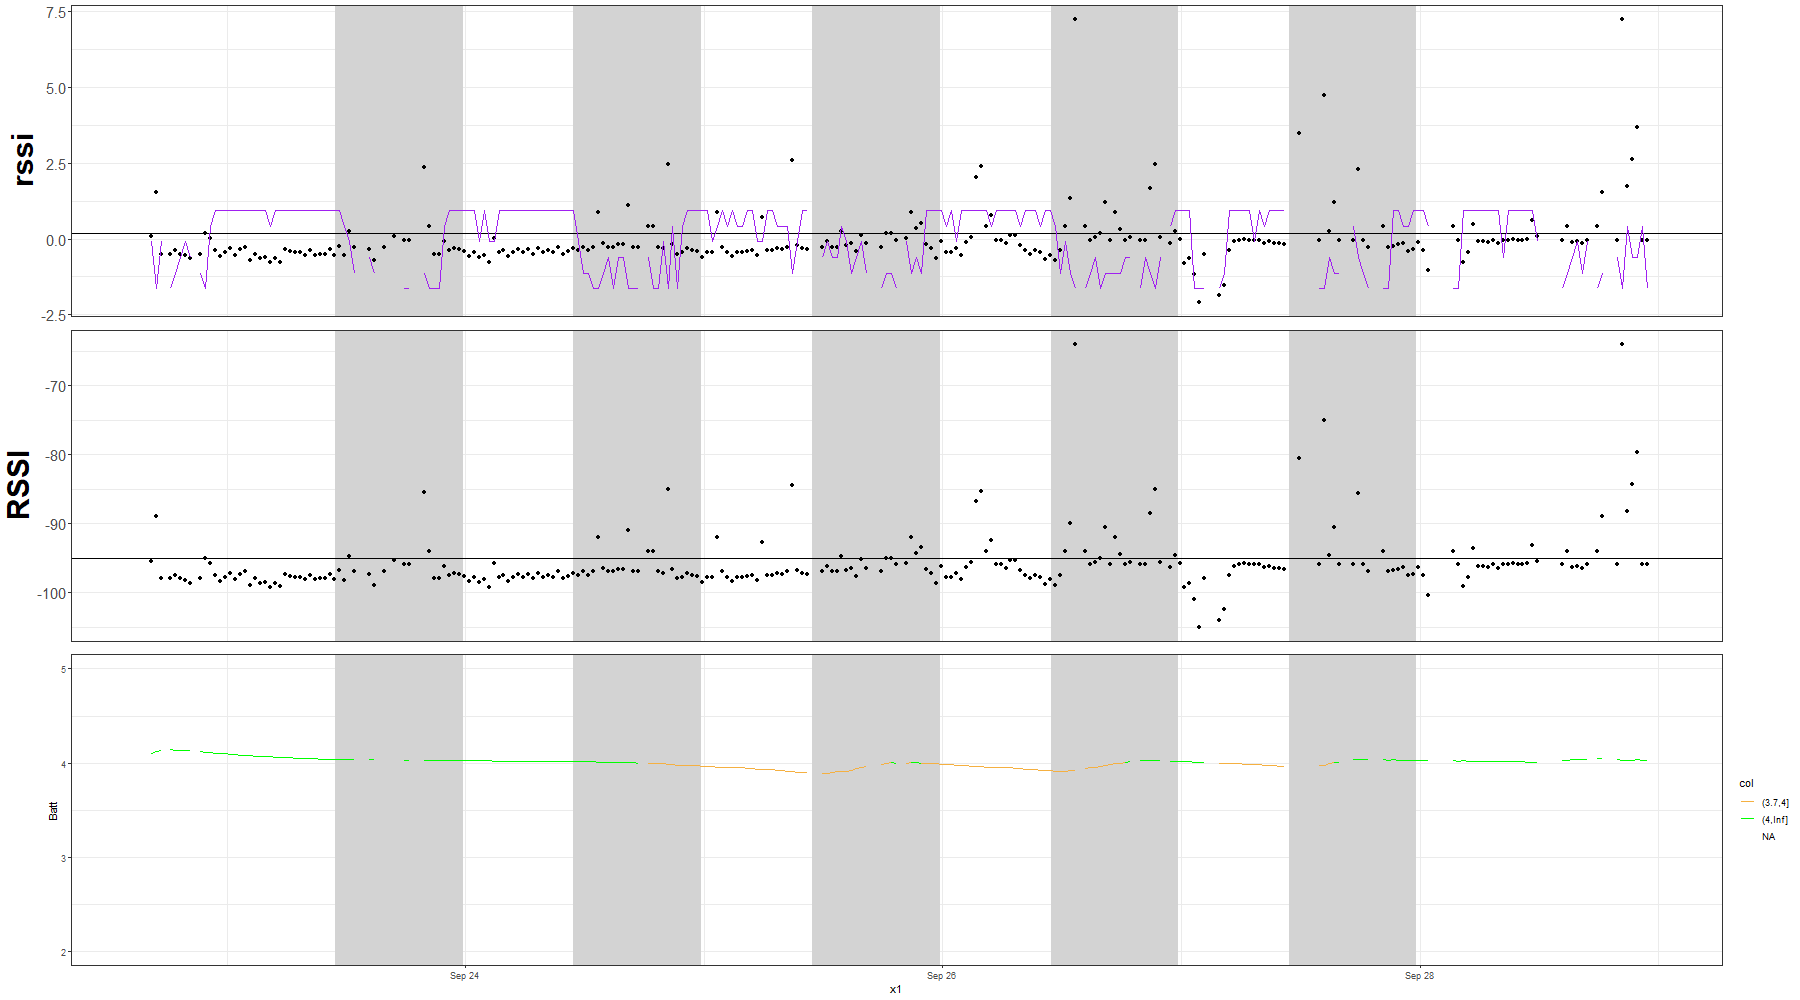 rssi
7.5
5.0
2.5
0.0
-2.5
RSSI
-70
-80
-90
-100
Batt
5
4
3
2
Sep 24
Sep 26
Sep 28
x1
col
(3.7,4]
(4,Inf]
NA